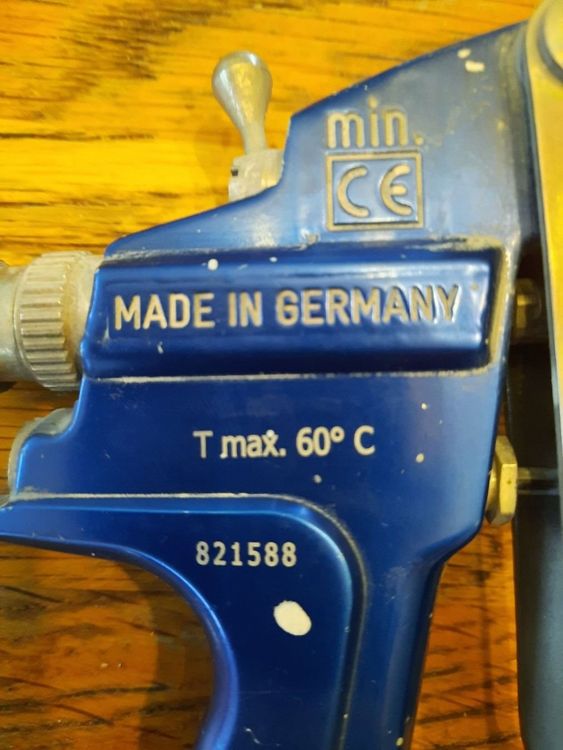 min.
CE
MADE IN GERMANY
T max. 60° C
821588